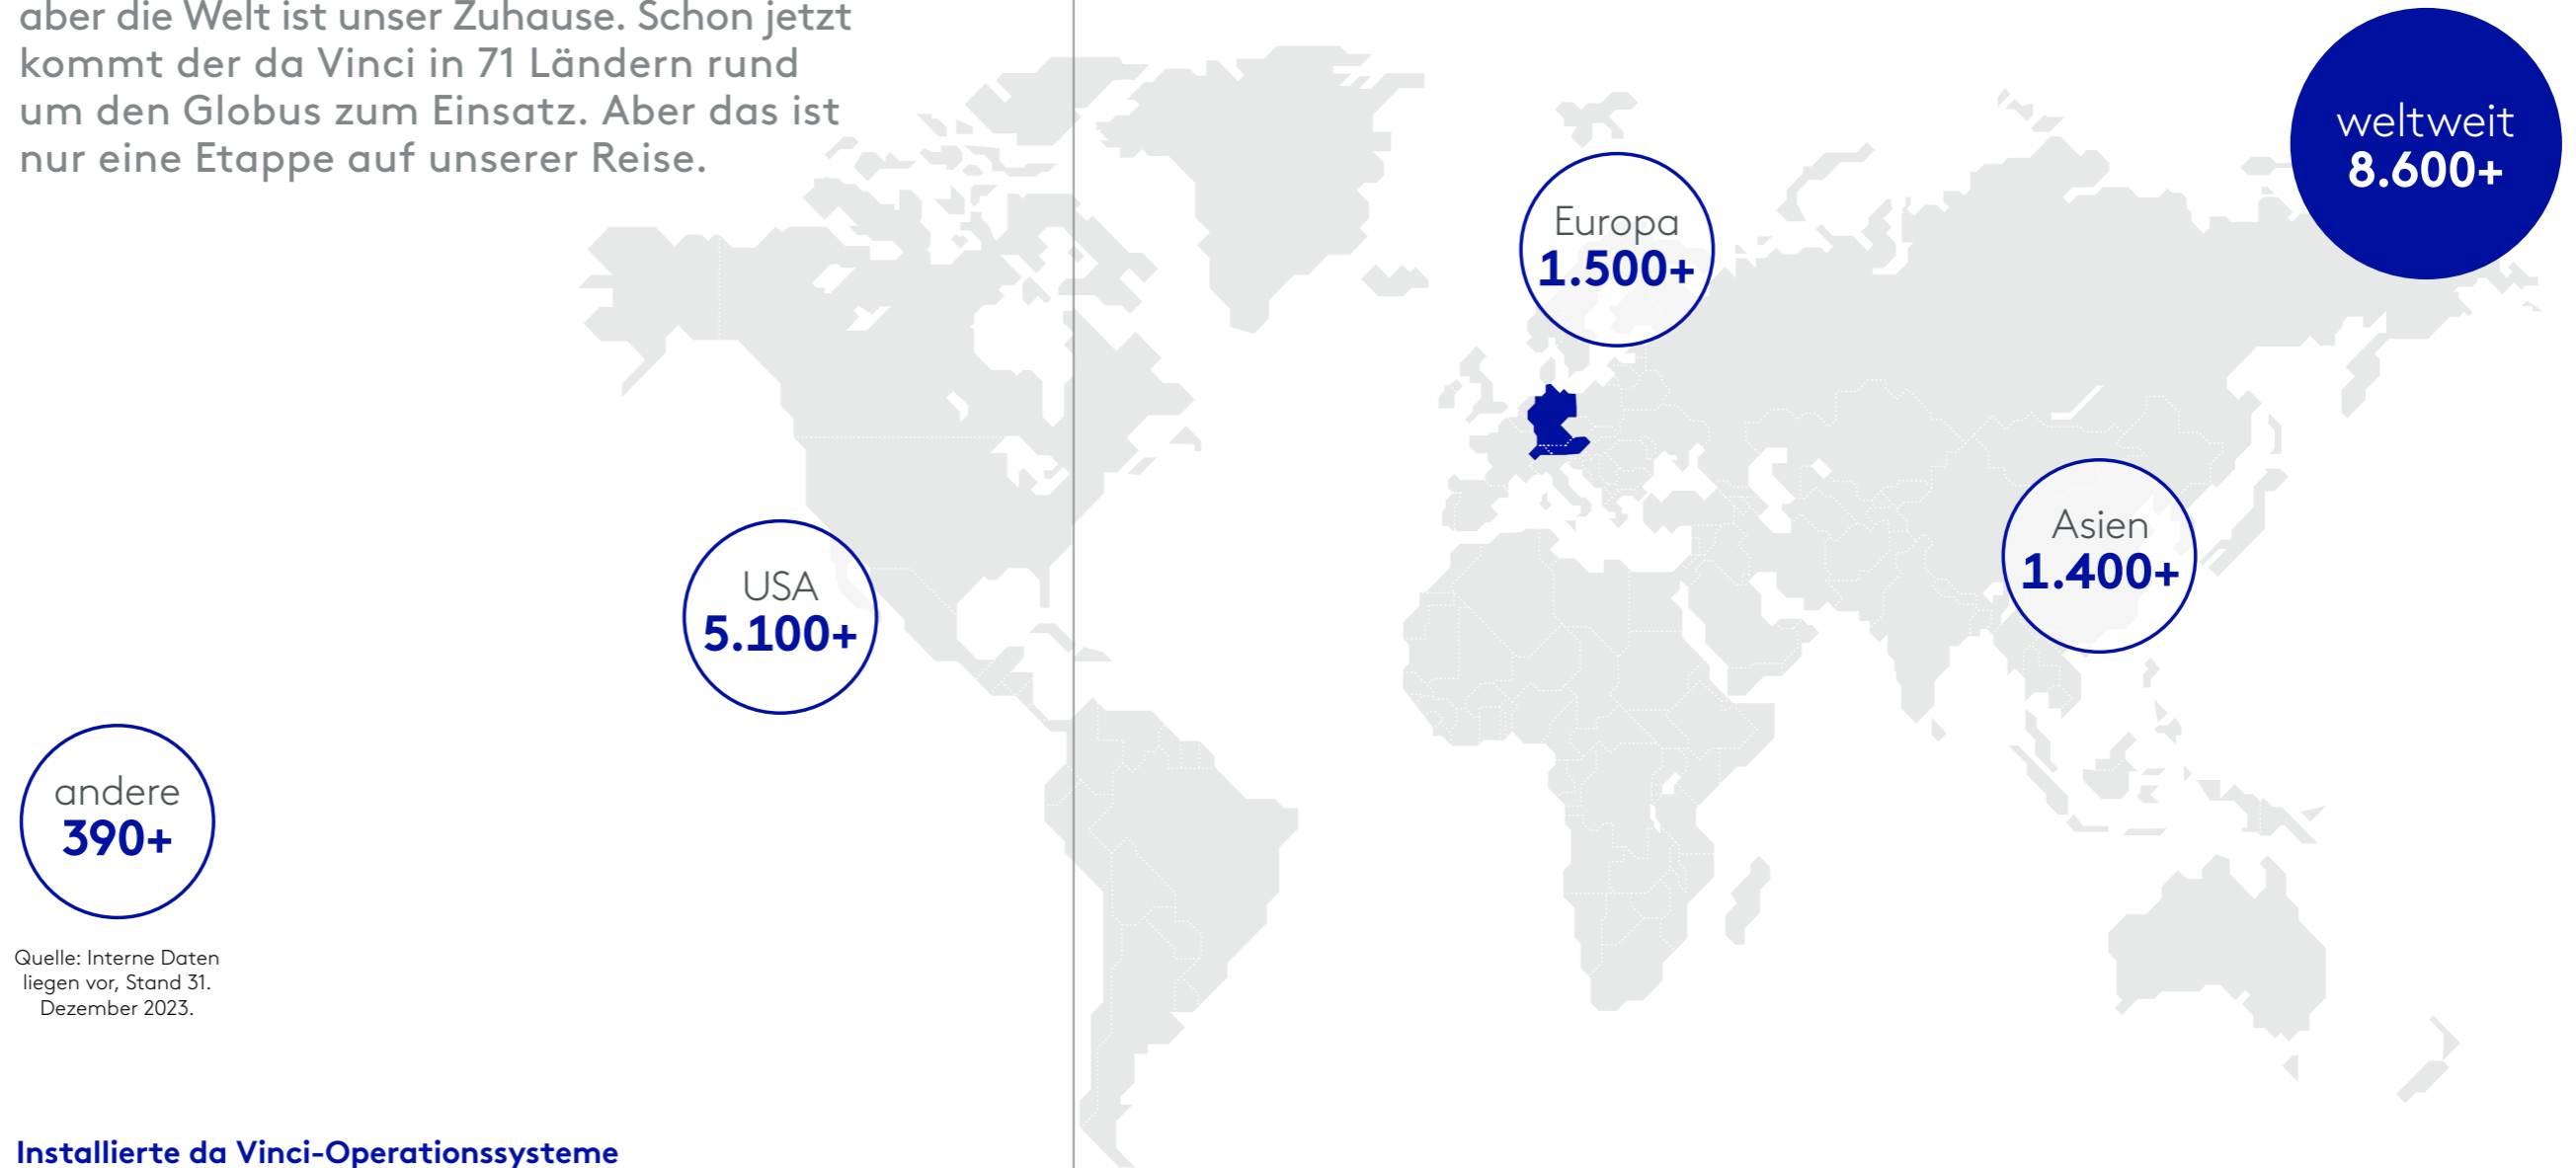 aber die Welt ist unser Zuhause. Schon jetzt
kommt der da Vinci in 71 Ländern rund
um den Globus zum Einsatz. Aber das ist
nur eine Etappe auf unserer Reise.
weltweit
8.600+
Europa
1.500+
Asien
1.400+
USA
5.100+
andere
390+
Quelle: Interne Daten
liegen vor, Stand 31.
Dezember 2023.
Installierte da Vinci-Operationssysteme